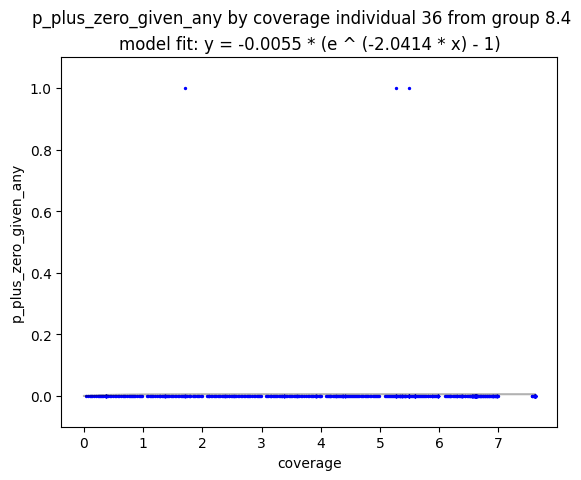 p_plus_zero_given_any by coverage individual 36 from group 8.4
model fit: y = -0.0055 * (e ^ (-2.0414 * x) - 1)
1.0
0.8
0.6
0.4
0.2
0.0
p_plus_zero_given_any
0 1 2 3 4 5 6 7
coverage